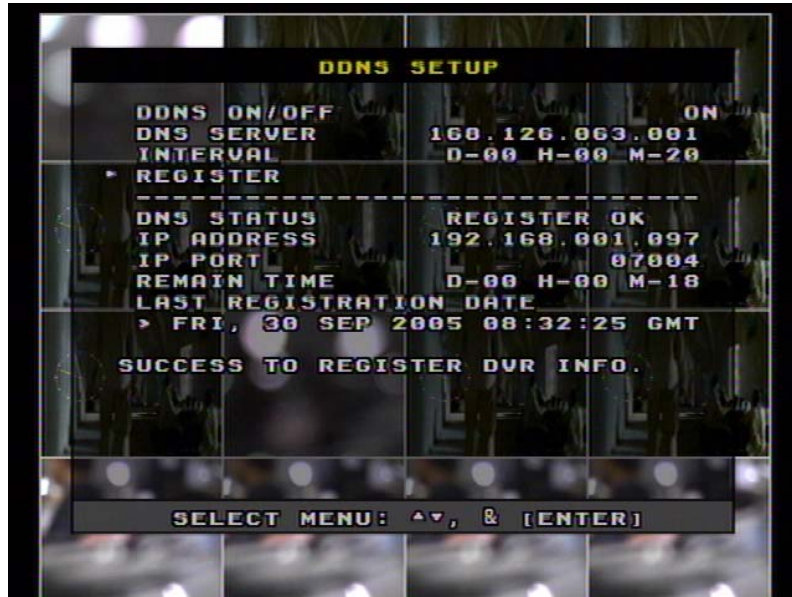 DDNS SETUP
DDNS ON/OFF ON
DNS SERVER 168.126.063.001
INTERVAL D-00 H-00 M-20
► REGISTER
--------------------------------
DNS STATUS REGISTER OK
IP ADDRESS 192.168.001.097
IP PORT 07004
REMAIN TIME D-00 H-00 M-18
LAST REGISTRATION DATE
> FRI, 30 SEP 2005 08:32:25 GMT
SUCCESS TO REGISTER DVR INFO.
SELECT MENU: ▲▼, & [ENTER]